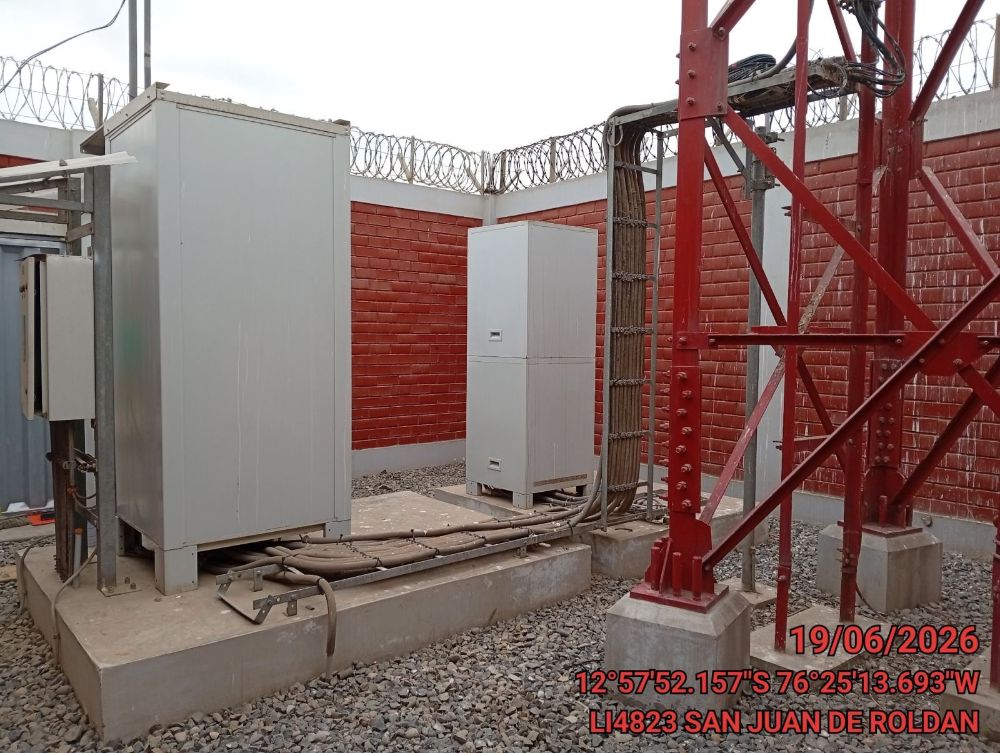 19/06/2026
12°57'52.157"S 76°25'13.693"W
LI4823 SAN JUAN DE ROLDAN